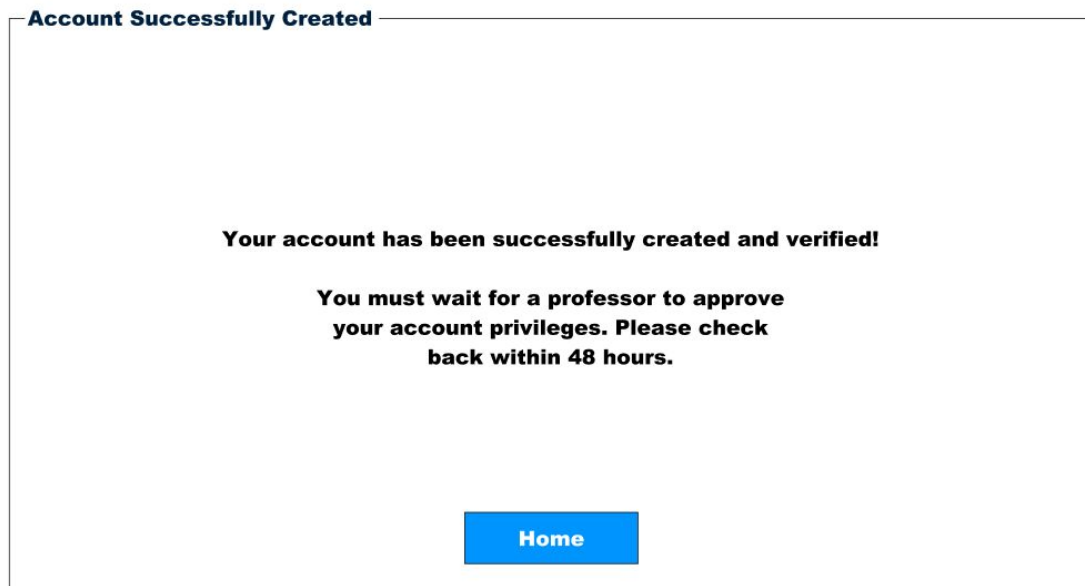 Account Successfully Created
Your account has been successfully created and verified!
You must wait for a professor to approve
your account privileges. Please check
back within 48 hours.
Home